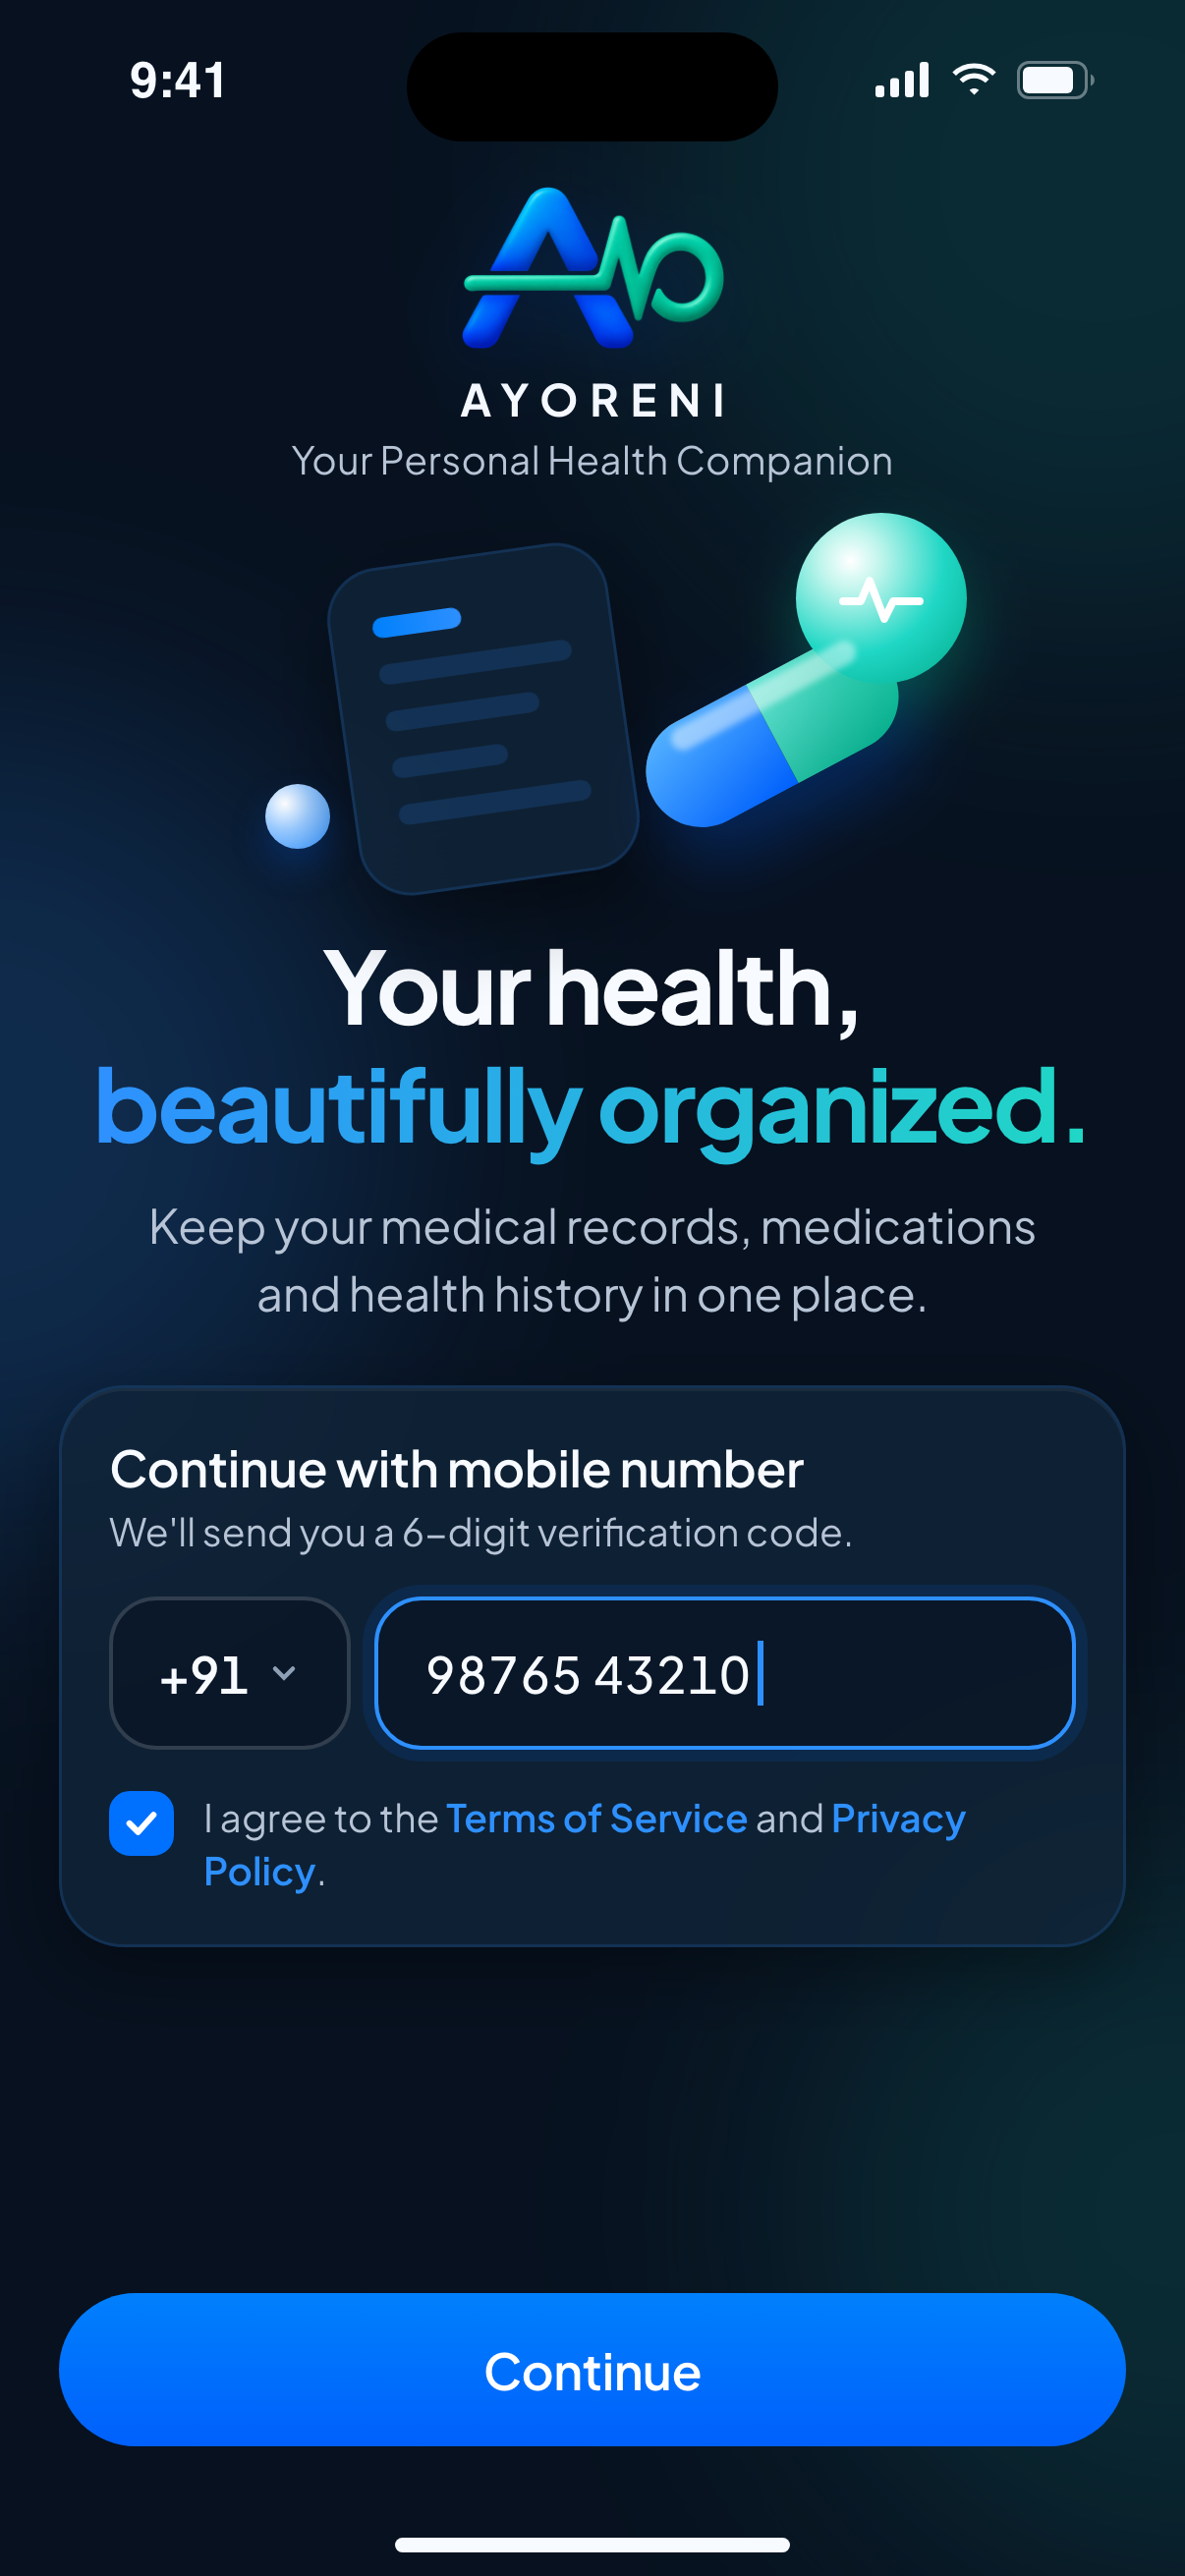 9:41
AYORENI
Your Personal Health Companion
Your health,
beautifully organized.
Keep your medical records, medications
and health history in one place.
Continue with mobile number
We'll send you a 6–digit verification code.
+91
98765 43210
I agree to the Terms of Service and Privacy
Policy.
Continue